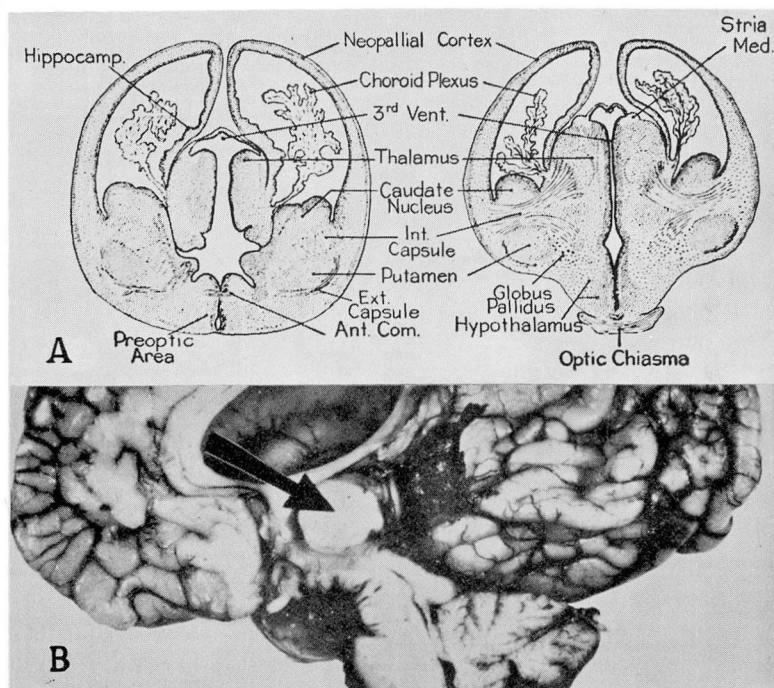 Hippocamp.
Neopallial Cortex
Stria
Med.
Choroid Plexus
3rd Vent.
Thalamus
Caudate
Nucleus
Int.
Capsule
Putamen
Ext.
Capsule
Ant. Com.
Globus
Pallidus
Hypothalamus
Preoptic
Area
Optic Chiasma
A
B